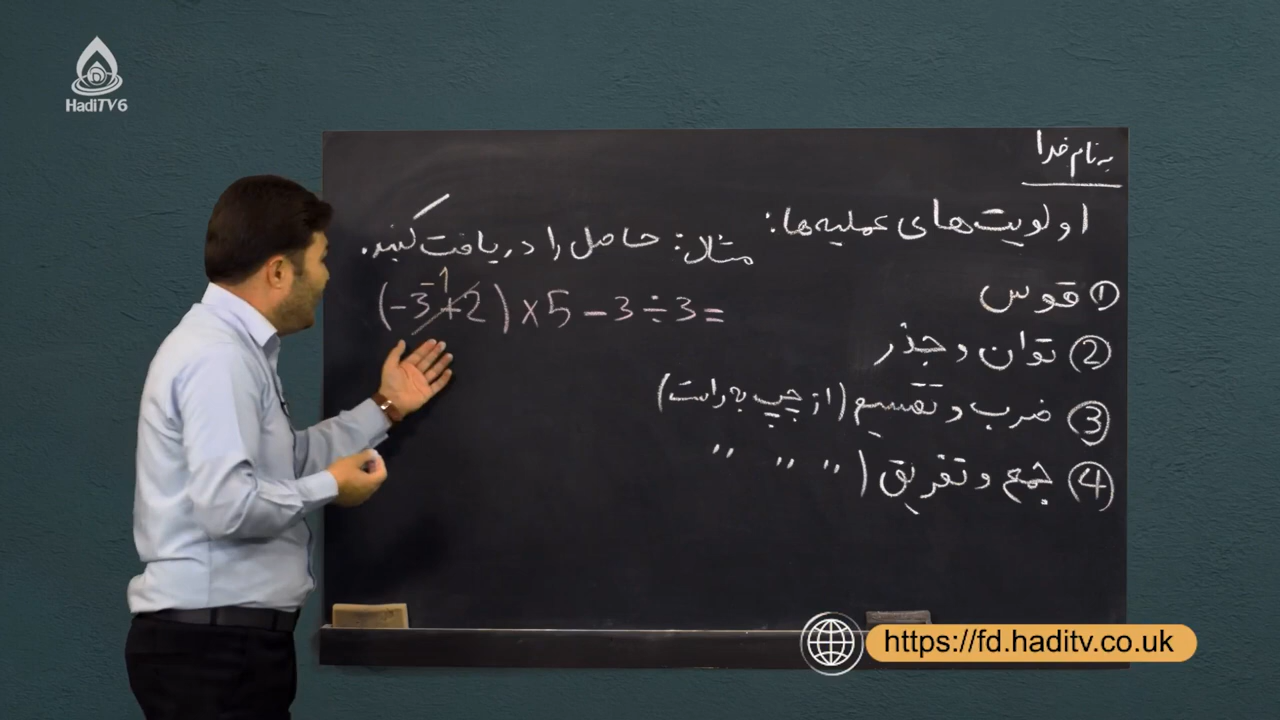 HadiTV6
به نام خدا
اولویت‌های عملیه‌ها:
① قوس
② توان و جذر
③ ضرب و تقسیم (از چپ به راست)
④ جمع و تفریق ( " " "
مثال: حاصل را دریافت کنید.
-1
(-3+2)×5-3÷3=
https://fd.haditv.co.uk